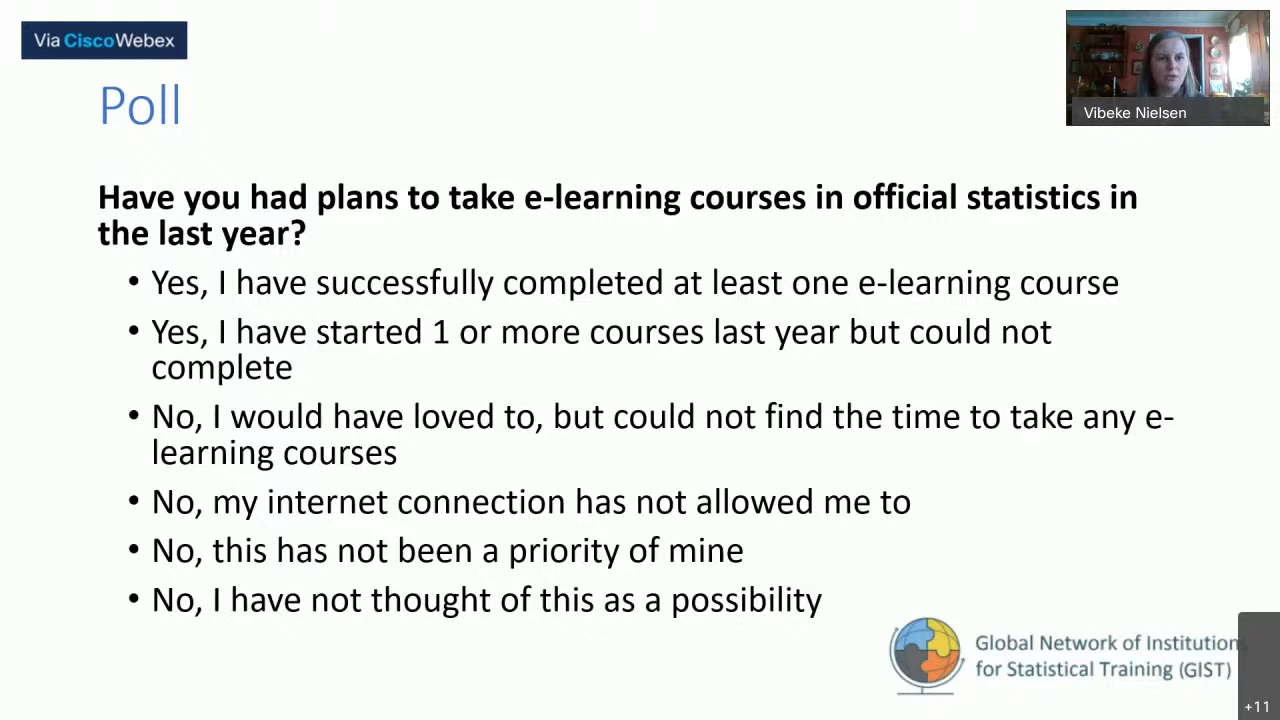 Via Cisco Webex
Vibeke Nielsen
Poll
Have you had plans to take e-learning courses in official statistics in
the last year?
• Yes, I have successfully completed at least one e-learning course
• Yes, I have started 1 or more courses last year but could not
complete
• No, I would have loved to, but could not find the time to take any e-
learning courses
• No, my internet connection has not allowed me to
• No, this has not been a priority of mine
• No, I have not thought of this as a possibility
Global Network of Institutions
for Statistical Training (GIST)
+11